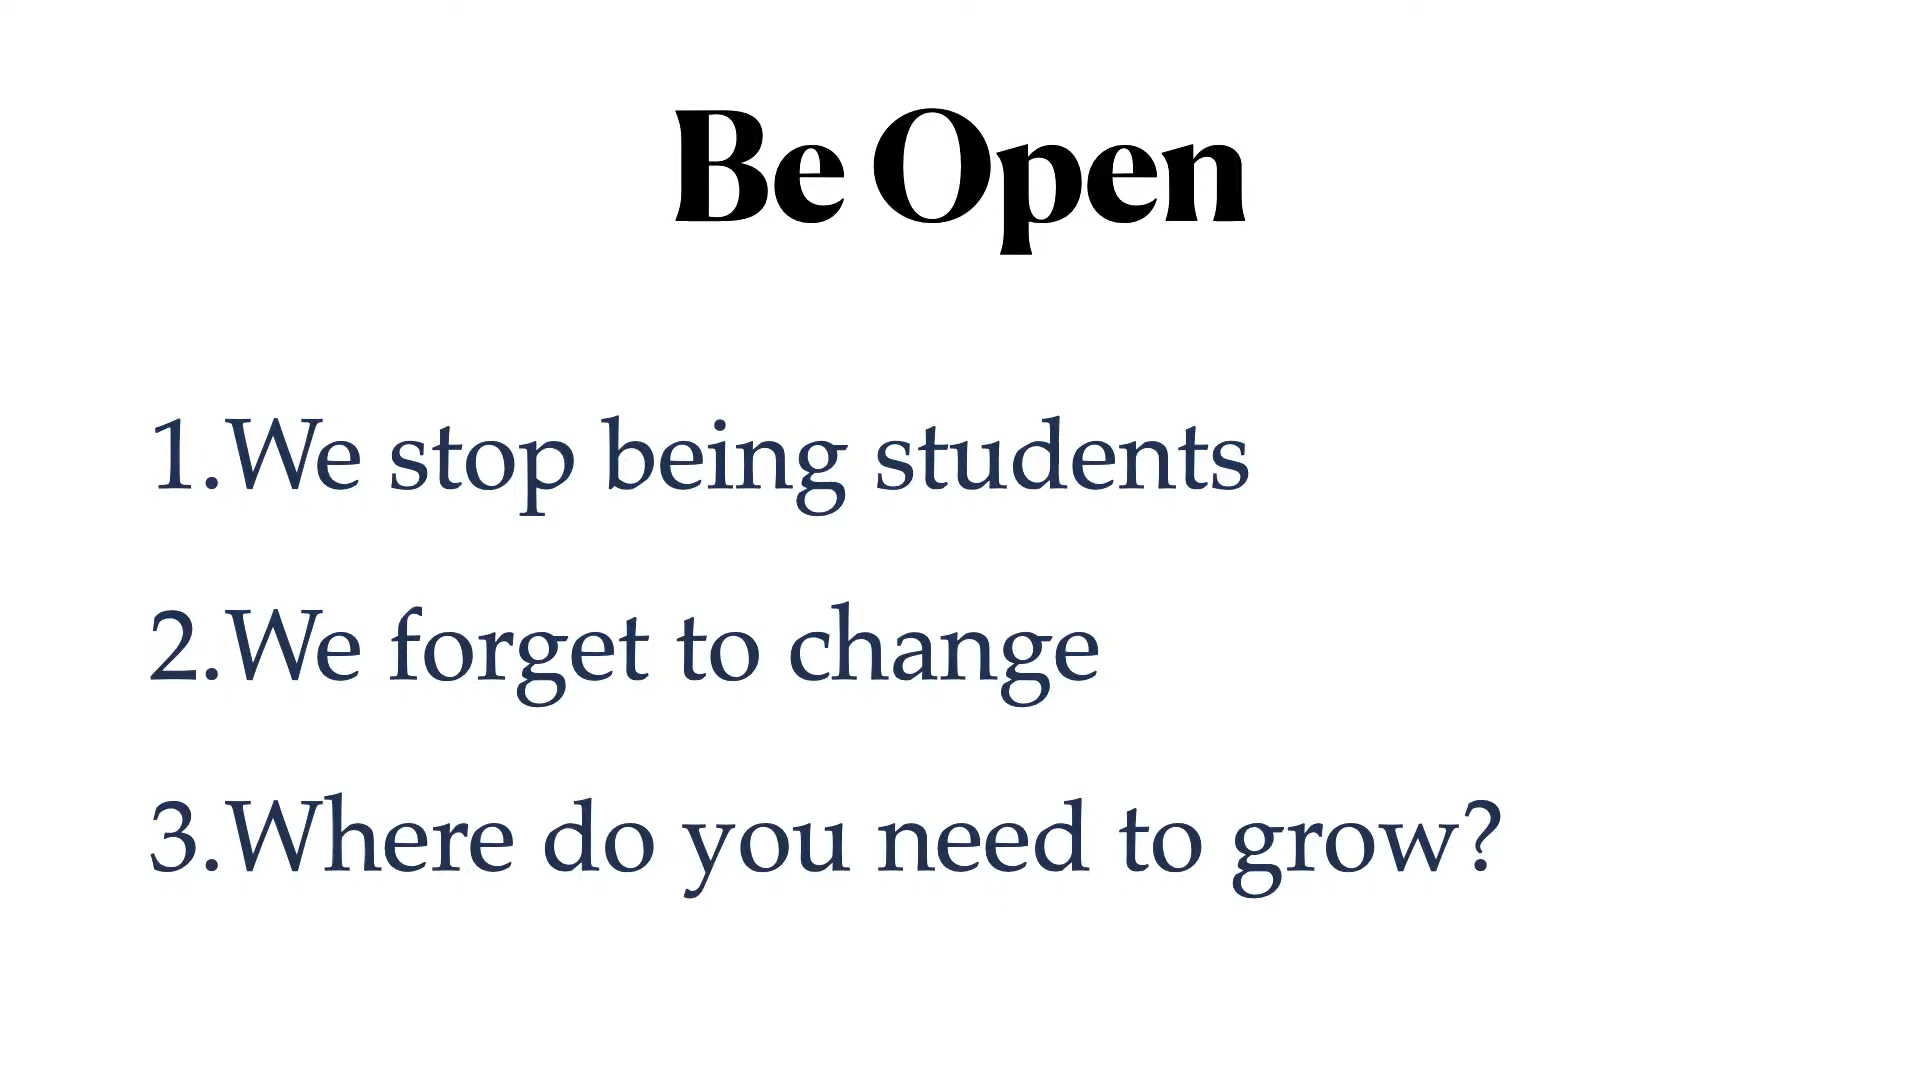 Be Open
1.We stop being students
2.We forget to change
3.Where do you need to grow?